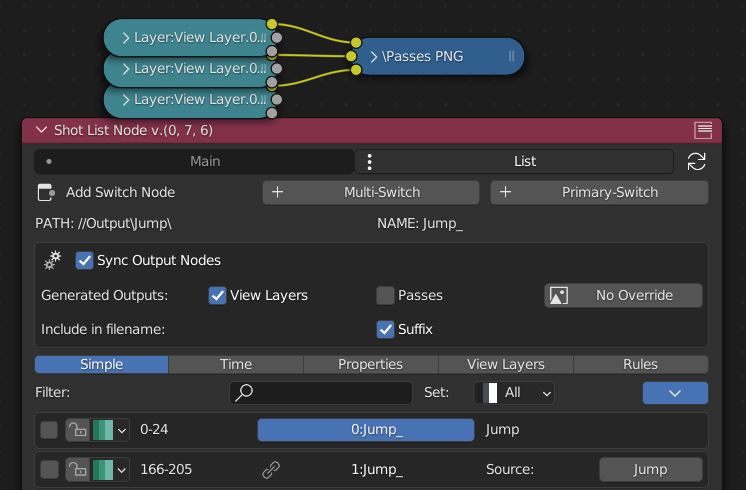 Layer:View Layer.0...
\Passes PNG
Layer:View Layer.0...
Layer:View Layer.0...
Shot List Node v.(0, 7, 6)
Main
List
Add Switch Node
+ Multi-Switch
+ Primary-Switch
PATH: //Output\Jump\
NAME: Jump_
Sync Output Nodes
Generated Outputs:
View Layers
Passes
No Override
Include in filename:
Suffix
Simple
Time
Properties
View Layers
Rules
Filter:
Set:
All
0-24
0:Jump_
Jump
166-205
1:Jump_
Source:
Jump